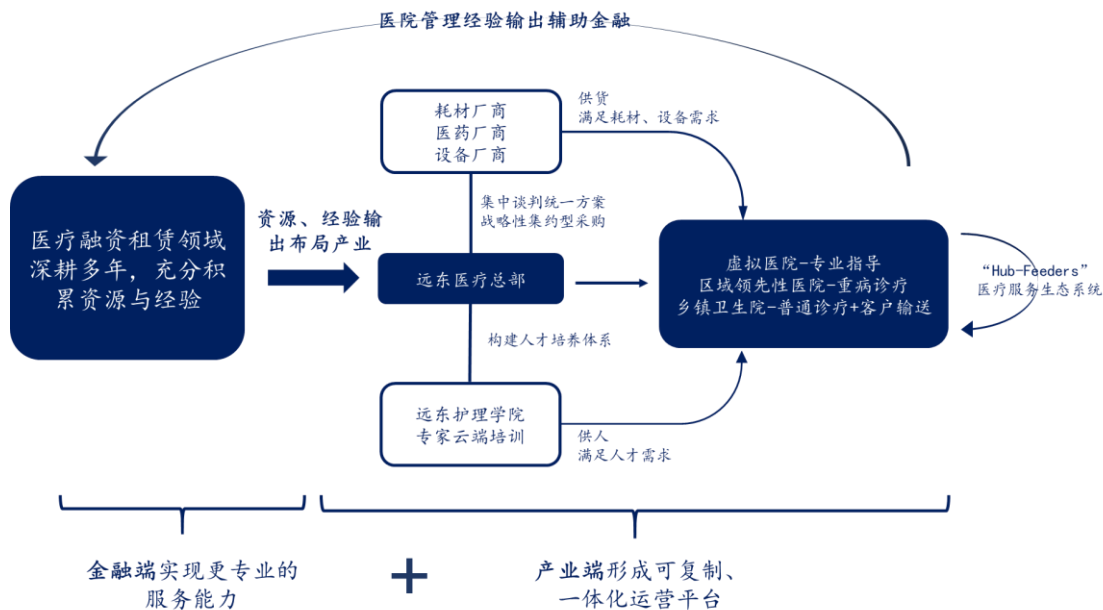 医院管理经验输出辅助金融
耗材厂商
医药厂商
设备厂商
供货
满足耗材、设备需求
集中谈判统一方案
战略性集约型采购
医疗融资租赁领域
深耕多年，充分积
累资源与经验
资源、经验输
出布局产业
远东医疗总部
虚拟医院-专业指导
区域领先性医院-重病诊疗
乡镇卫生院-普通诊疗+客户输送
“Hub-Feeders”
医疗服务生态系统
构建人才培养体系
远东护理学院
专家云端培训
供人
满足人才需求
金融端实现更专业的
服务能力
+
产业端形成可复制、
一体化运营平台